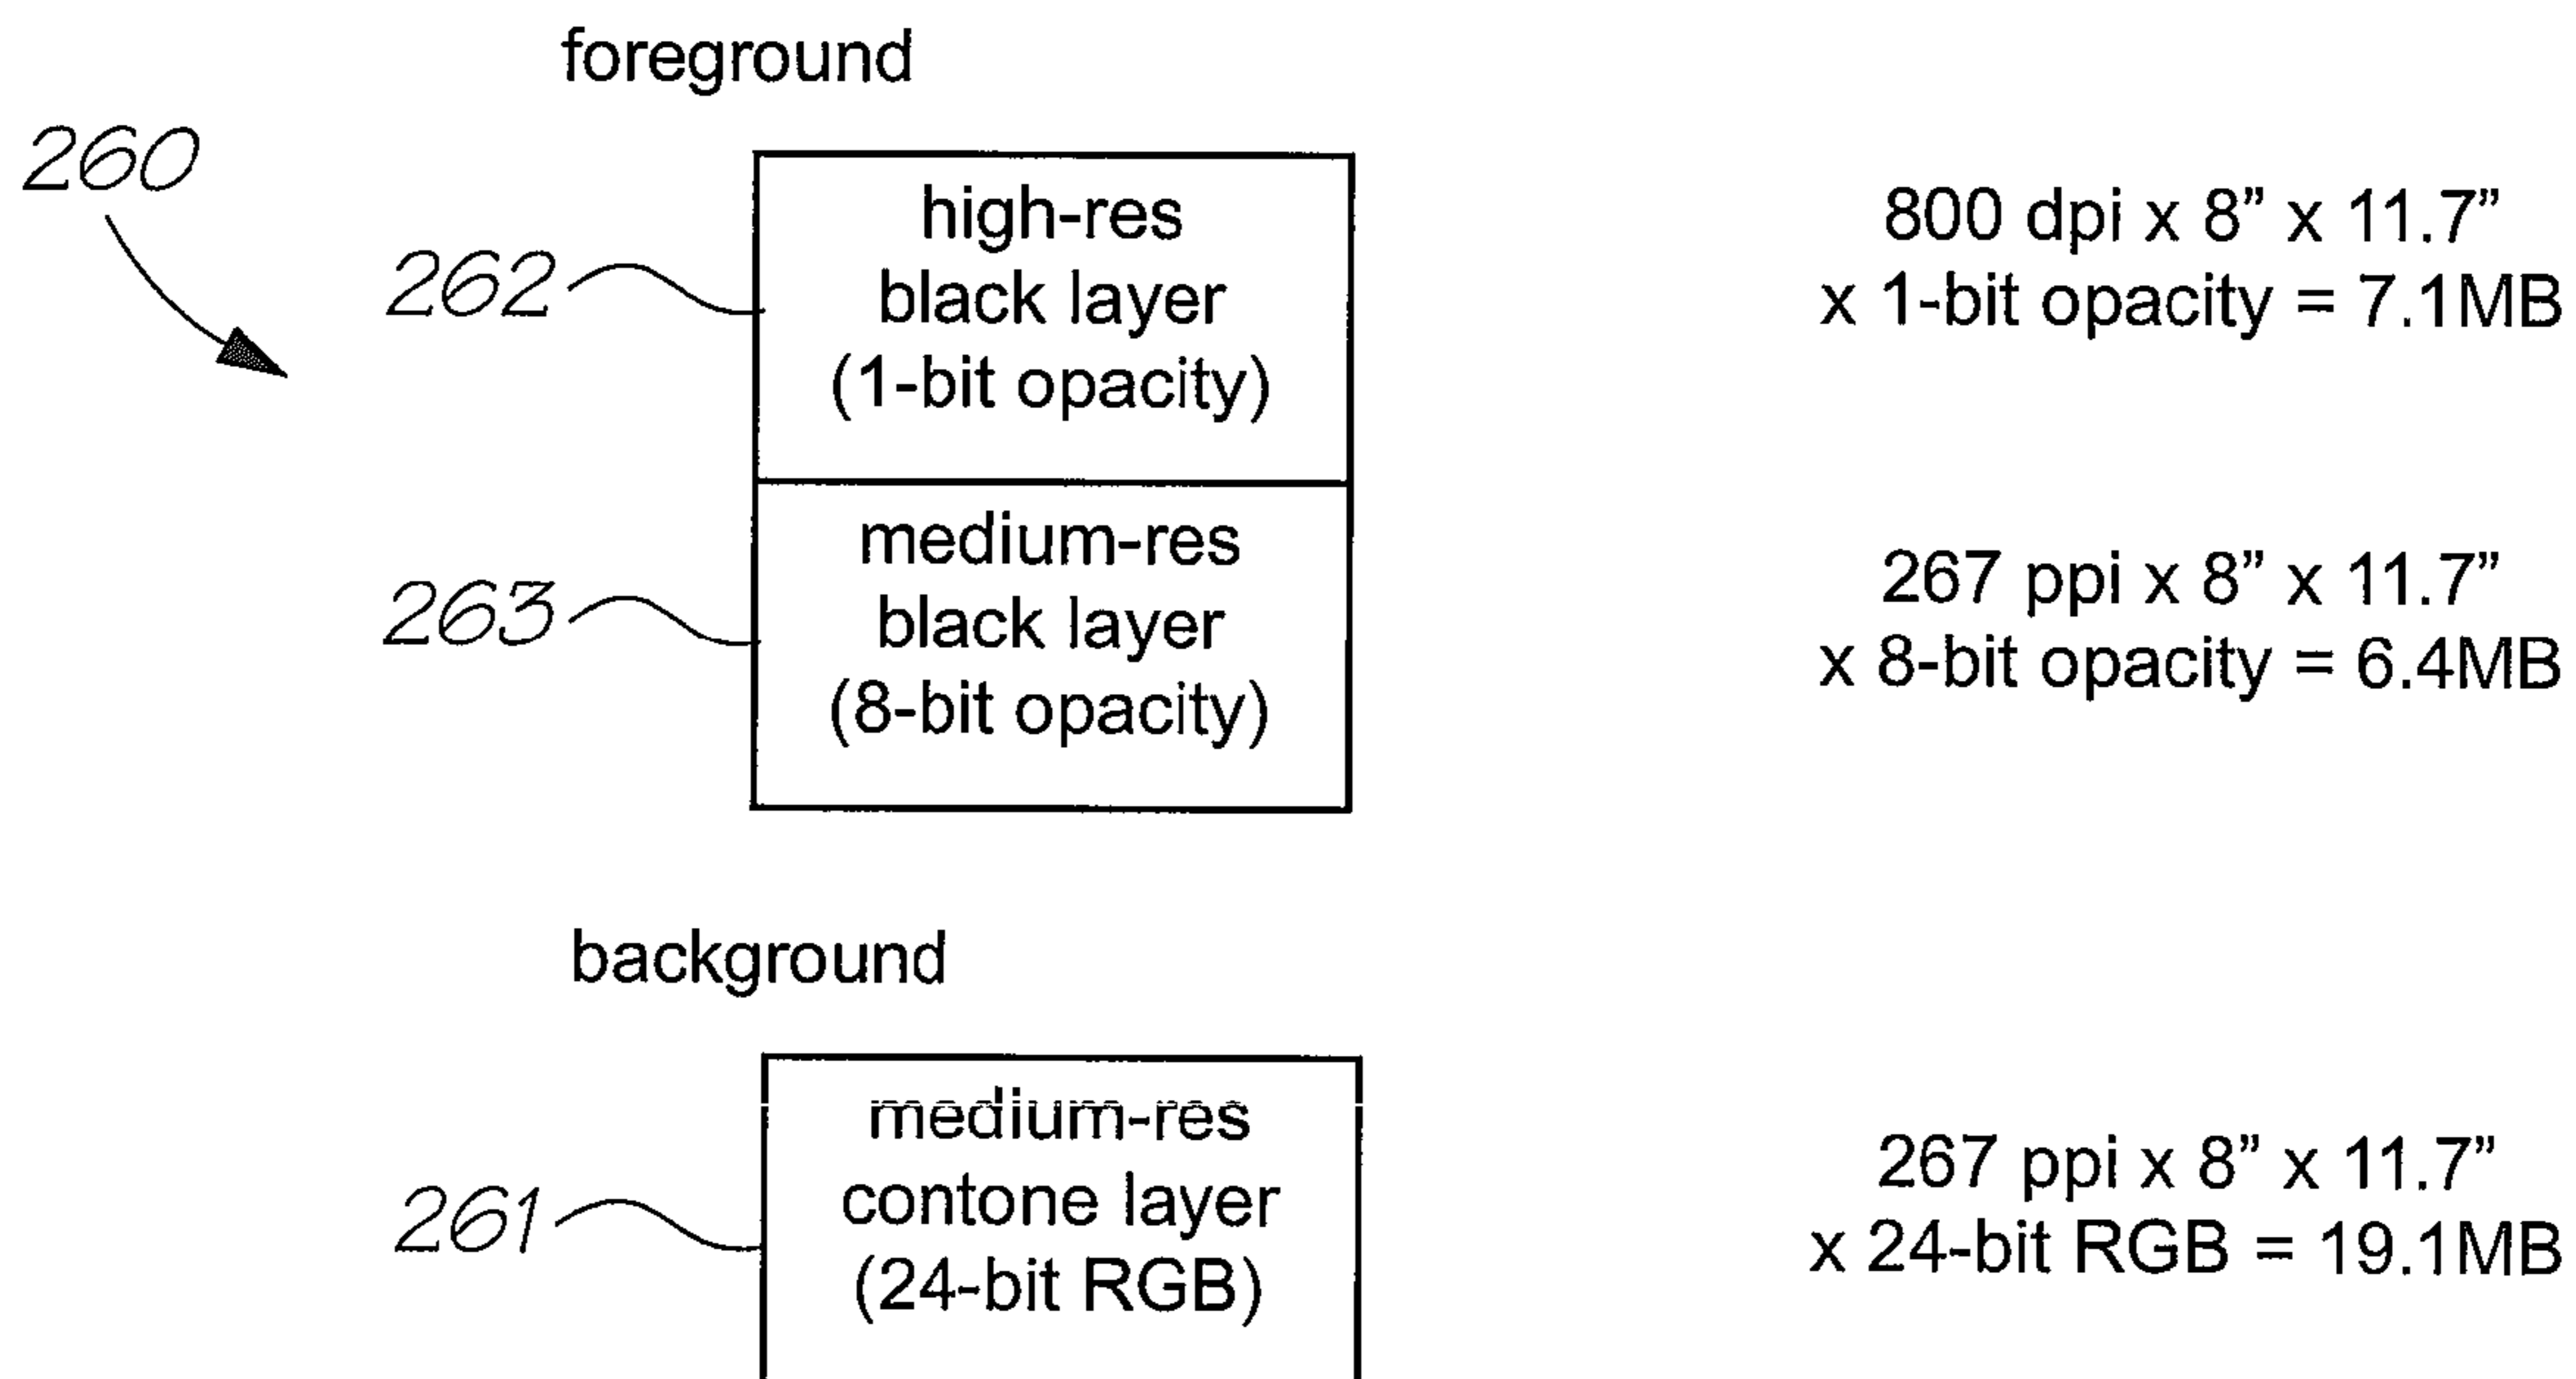 foreground
260
262
high-res
black layer
(1-bit opacity)
800 dpi x 8” x 11.7”
x 1-bit opacity = 7.1MB
263
medium-res
black layer
(8-bit opacity)
267 ppi x 8” x 11.7”
x 8-bit opacity = 6.4MB
background
261
medium-res
contone layer
(24-bit RGB)
267 ppi x 8” x 11.7”
x 24-bit RGB = 19.1MB